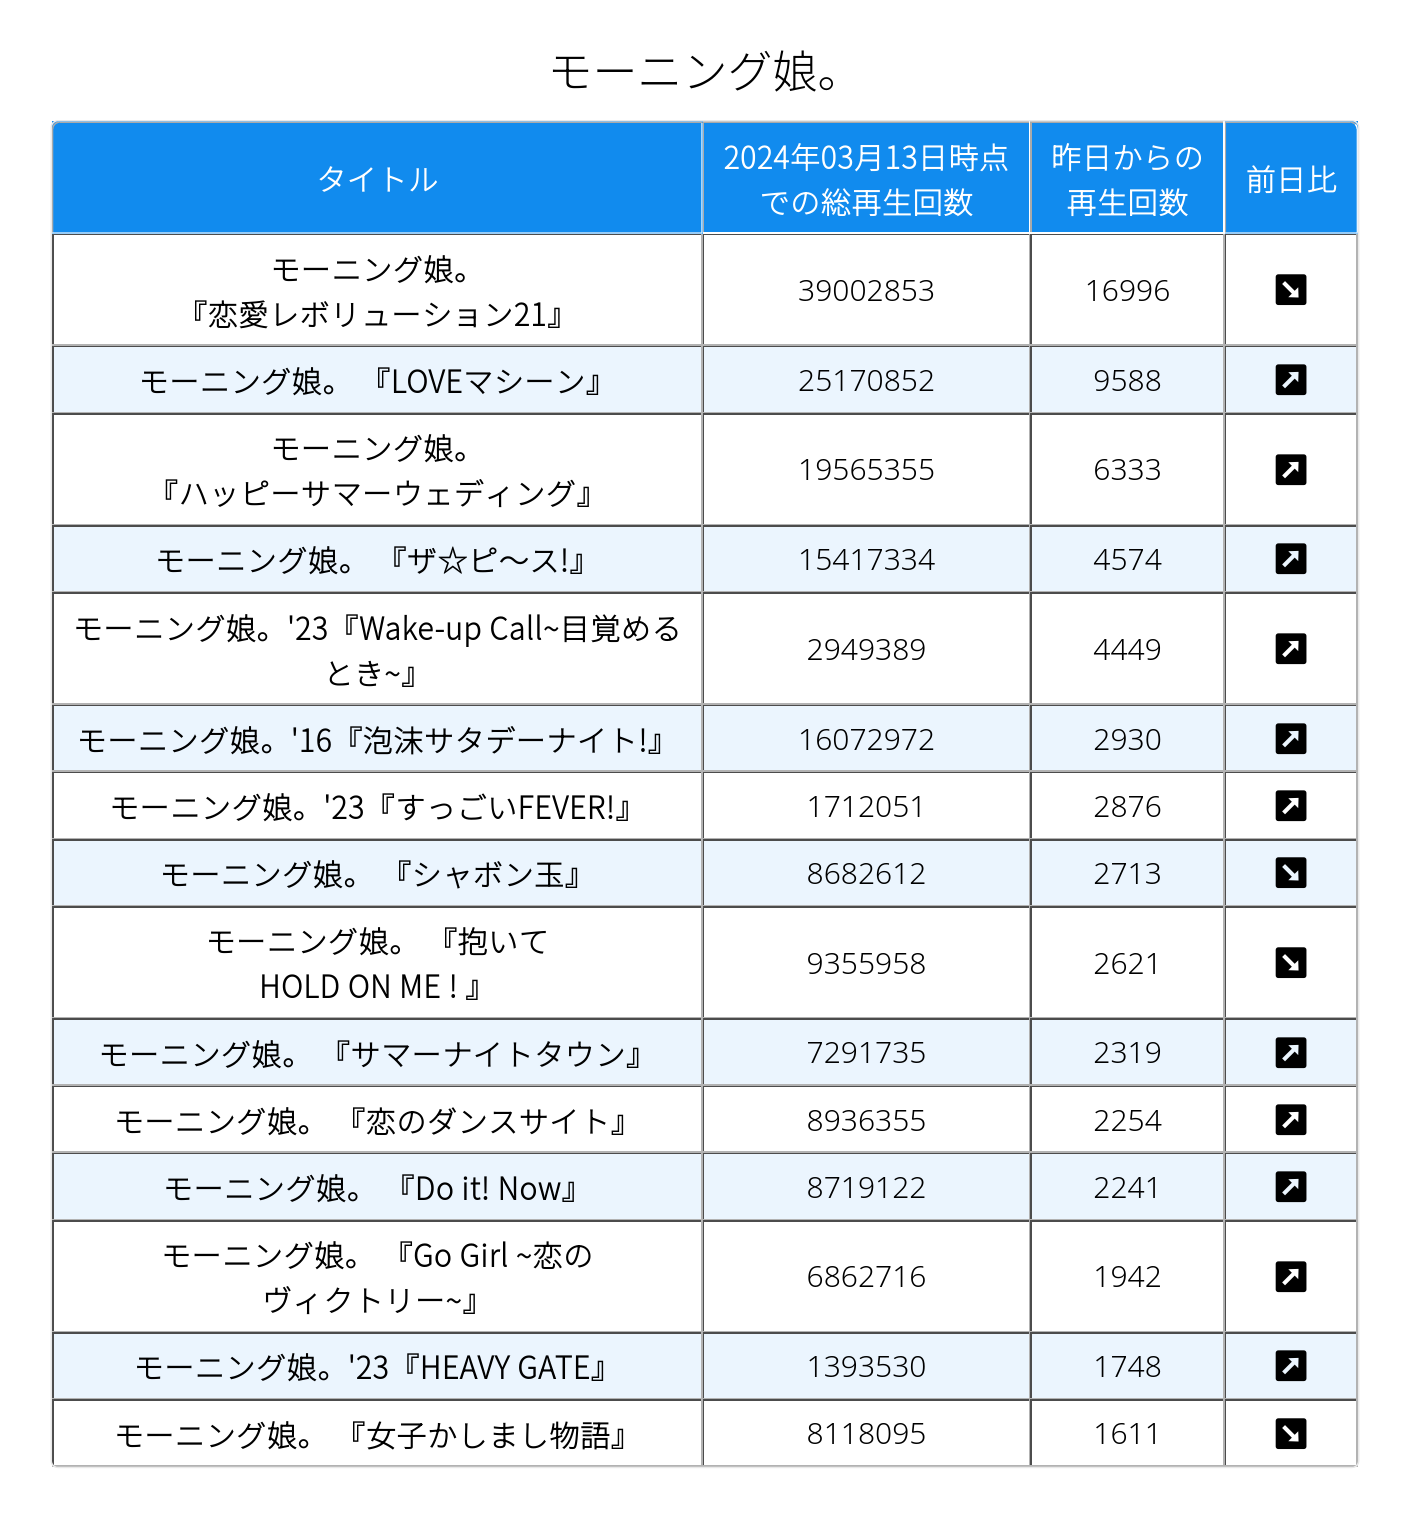 モーニング娘。
タイトル
2024年03月13日時点
での総再生回数
昨日からの
再生回数
前日比
モーニング娘。
『恋愛レボリューション21』
39002853
16996
モーニング娘。 『LOVEマシーン』
25170852
9588
モーニング娘。
『ハッピーサマーウェディング』
19565355
6333
モーニング娘。 『ザ☆ピ〜ス!』
15417334
4574
モーニング娘。'23『Wake-up Call~目覚める
とき~』
2949389
4449
モーニング娘。'16『泡沫サタデーナイト!』
16072972
2930
モーニング娘。'23『すっごいFEVER!』
1712051
2876
モーニング娘。 『シャボン玉』
8682612
2713
モーニング娘。 『抱いて
HOLD ON ME ! 』
9355958
2621
モーニング娘。 『サマーナイトタウン』
7291735
2319
モーニング娘。 『恋のダンスサイト』
8936355
2254
モーニング娘。 『Do it! Now』
8719122
2241
モーニング娘。 『Go Girl ~恋の
ヴィクトリー~』
6862716
1942
モーニング娘。'23『HEAVY GATE』
1393530
1748
モーニング娘。 『女子かしまし物語』
8118095
1611